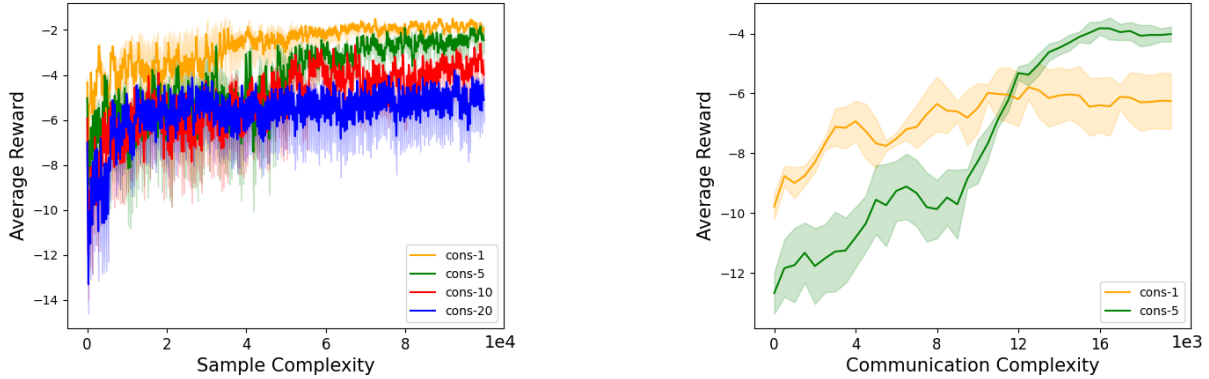 Average Reward
−2
−4
−6
−8
−10
−12
−14
cons-1
cons-5
cons-10
cons-20
0 2 4 6 8 1e4
Sample Complexity
Average Reward
−4
−6
−8
−10
−12
cons-1
cons-5
0 4 8 12 16 1e3
Communication Complexity